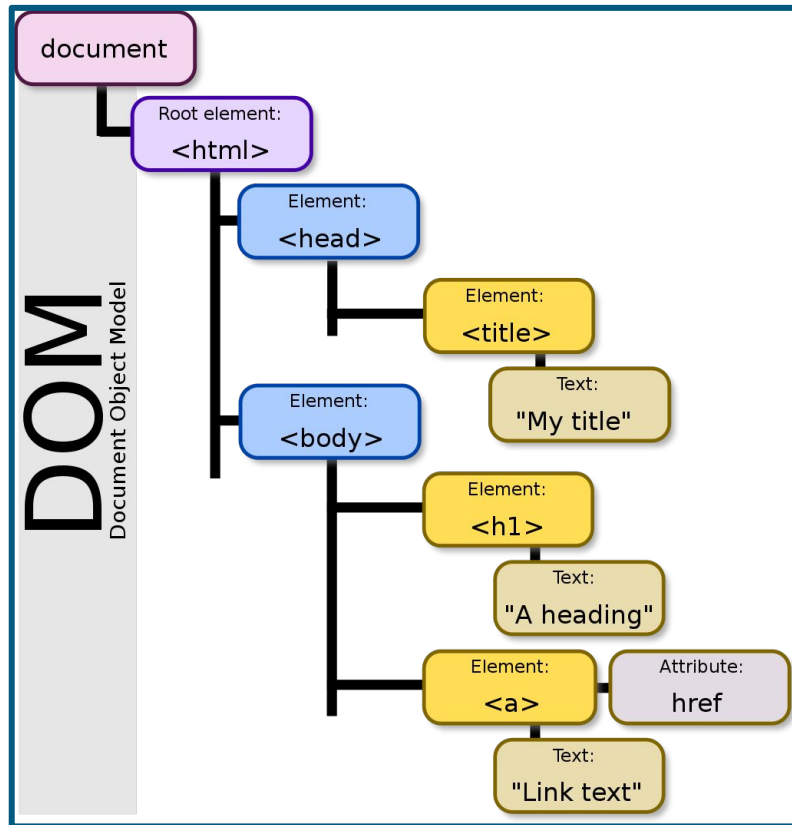 document
Root element:
<html>
Element:
<head>
Element:
<title>
Text:
"My title"
Element:
<body>
Element:
<h1>
Text:
"A heading"
Element:
<a>
Attribute:
href
Text:
"Link text"
DOM
Document Object Model